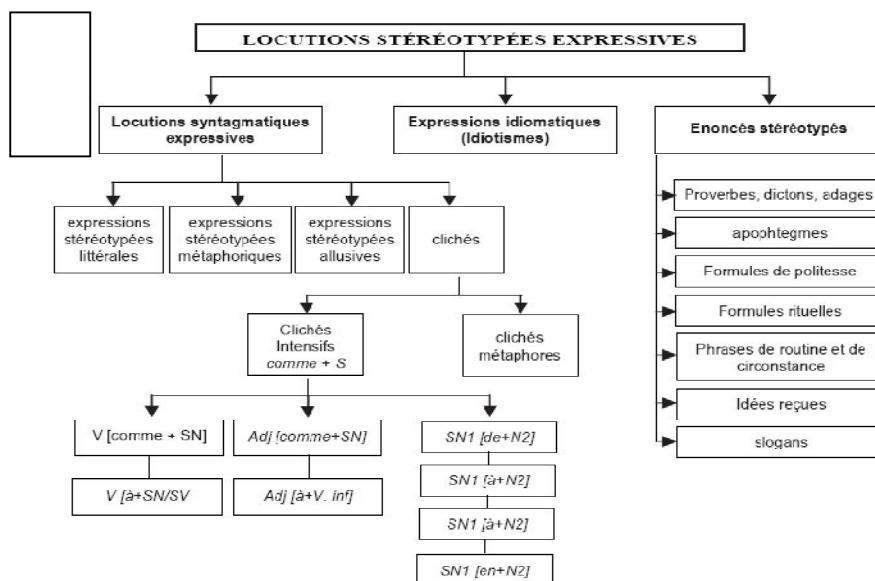 LOCUTIONS STÉRÉOTYPÉES EXPRESSIVES
Locutions syntagmatiques
expressives
Expressions idiomatiques
(Idiotismes)
Enoncés stéréotypés
expressions
stéréotypées
littérales
expressions
stéréotypées
métaphoriques
expressions
stéréotypées
allusives
clichés
Clichés
Intensifs
comme + S
clichés
métaphores
V [comme + SN]
Adj [comme+SN]
SN1 [de+N2]
V [à+SN/SV
Adj [à+V. inf]
SN1 [à+N2]
SN1 [à+N2]
SN1 [en+N2]
Proverbes, dictons, adages
apophtegmes
Formules de politesse
Formules rituelles
Phrases de routine et de
circonstance
Idées reçues
slogans